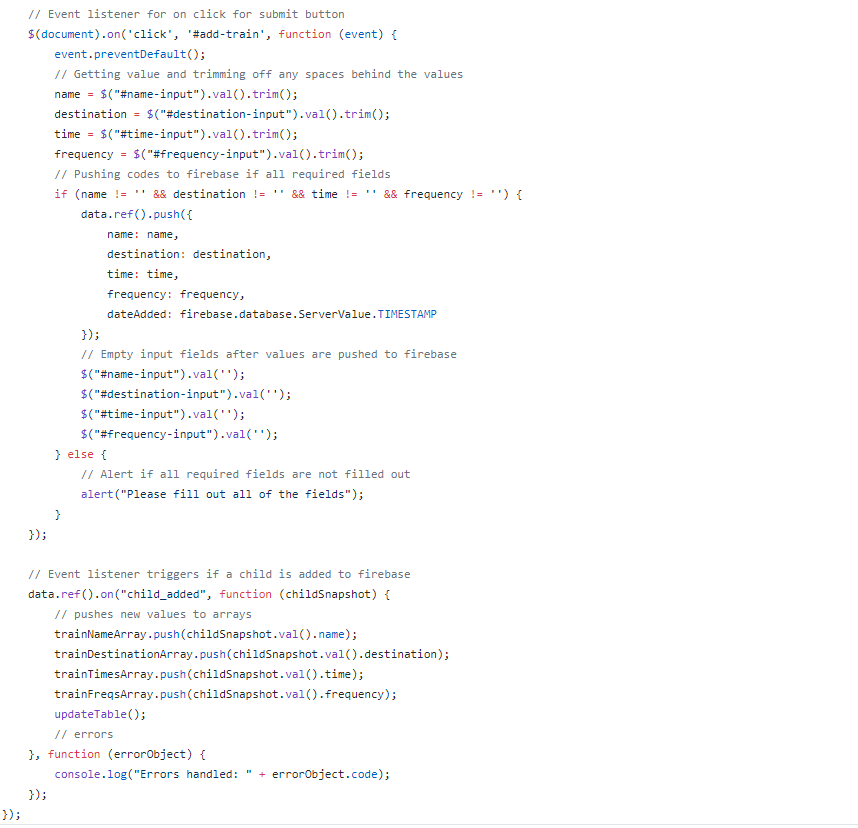 // Event listener for on click for submit button
$(document).on('click', '#add-train', function (event) {
event.preventDefault();
// Getting value and trimming off any spaces behind the values
name = $("#name-input").val().trim();
destination = $("#destination-input").val().trim();
time = $("#time-input").val().trim();
frequency = $("#frequency-input").val().trim();
// Pushing codes to firebase if all required fields
if (name != '' && destination != '' && time != '' && frequency != '') {
data.ref().push({
name: name,
destination: destination,
time: time,
frequency: frequency,
dateAdded: firebase.database.ServerValue.TIMESTAMP
});
// Empty input fields after values are pushed to firebase
$("#name-input").val('');
$("#destination-input").val('');
$("#time-input").val('');
$("#frequency-input").val('');
} else {
// Alert if all required fields are not filled out
alert("Please fill out all of the fields");
}
});
// Event listener triggers if a child is added to firebase
data.ref().on("child_added", function (childSnapshot) {
// pushes new values to arrays
trainNameArray.push(childSnapshot.val().name);
trainDestinationArray.push(childSnapshot.val().destination);
trainTimesArray.push(childSnapshot.val().time);
trainFreqsArray.push(childSnapshot.val().frequency);
updateTable();
// errors
}, function (errorObject) {
console.log("Errors handled: " + errorObject.code);
});
});